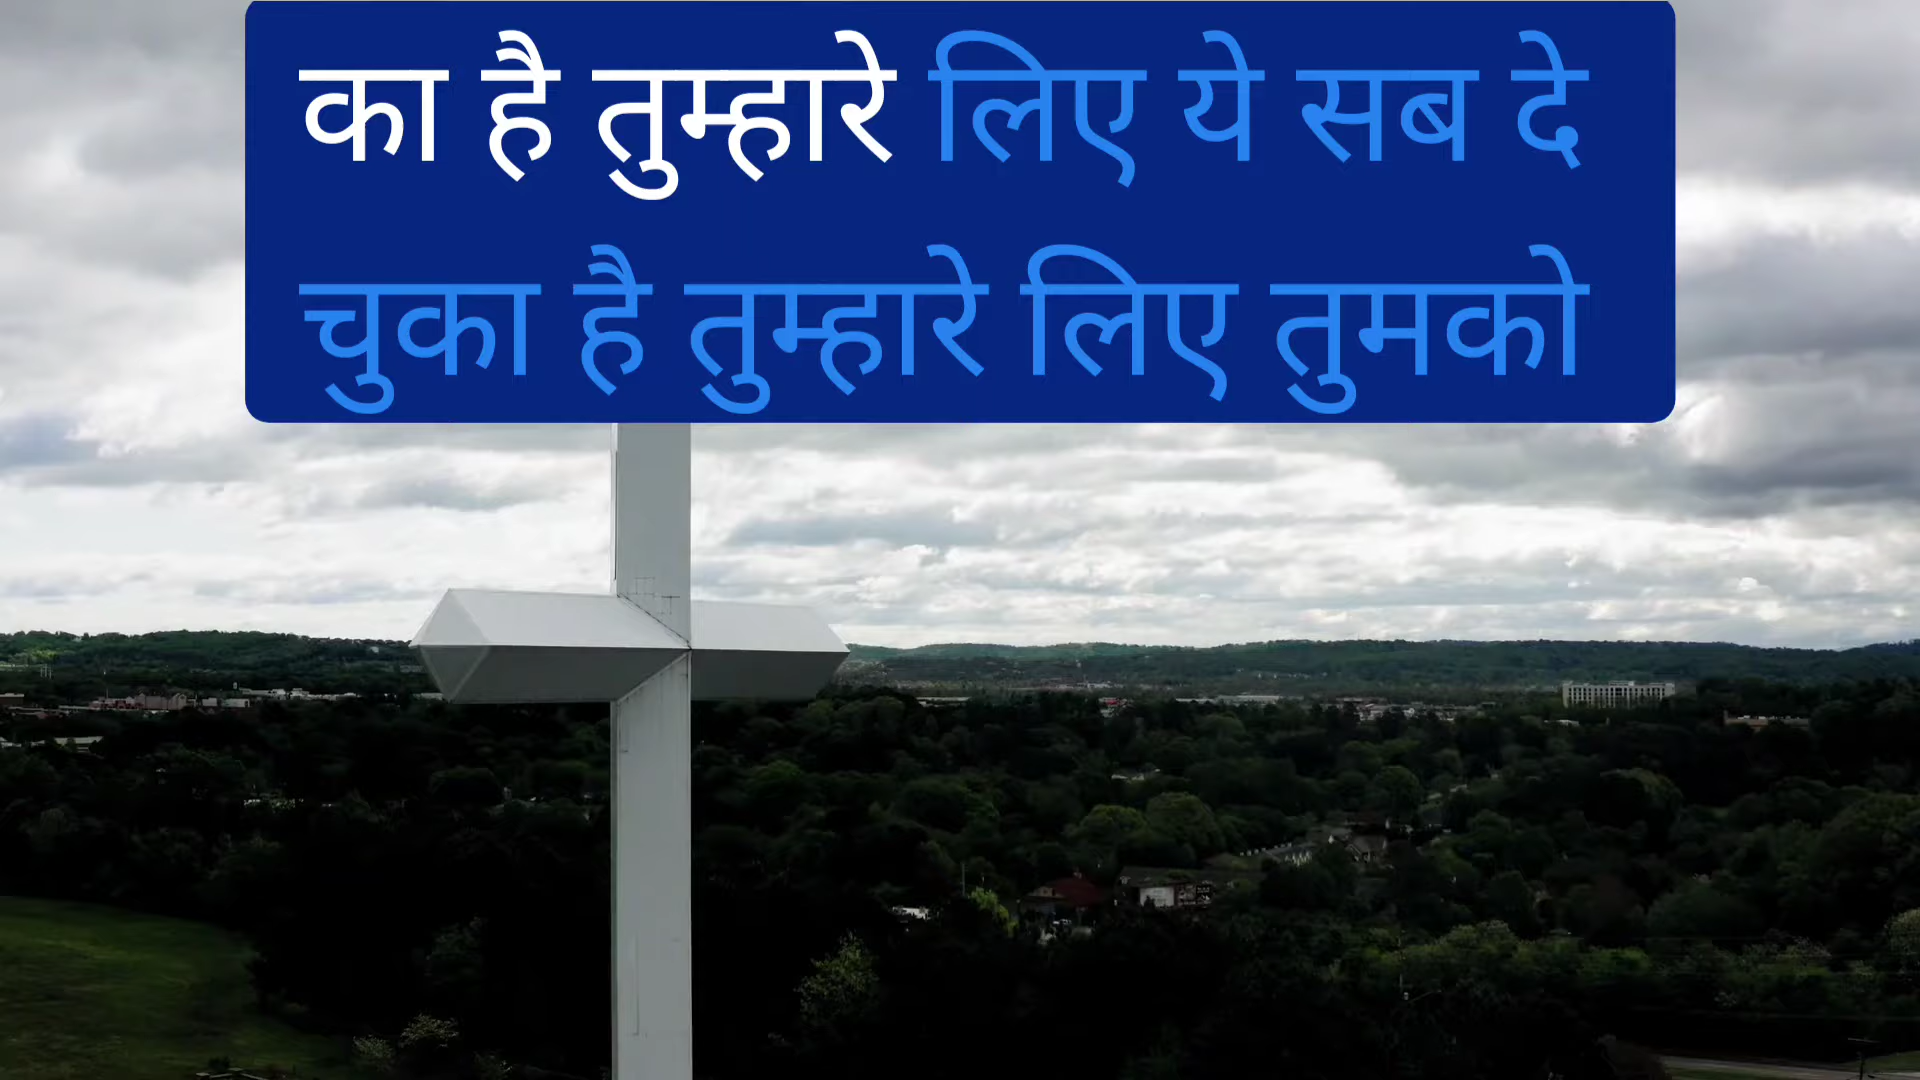 का है तुम्हारे लिए ये सब दे
चुका है तुम्हारे लिए तुमको